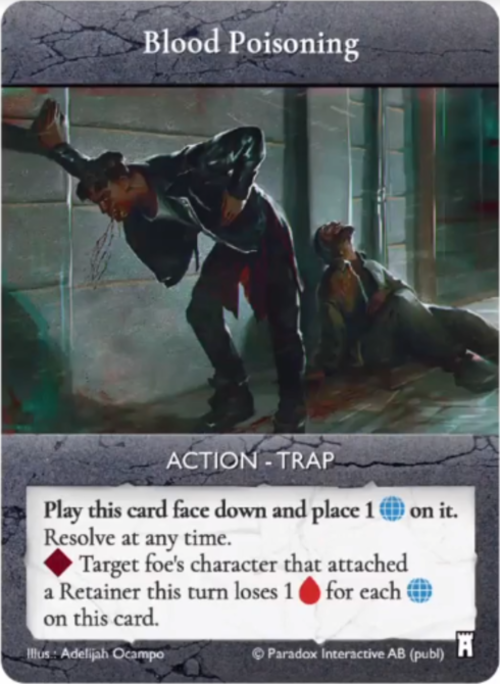 Blood Poisoning
ACTION - TRAP
Play this card face down and place 1 on it.
Resolve at any time.
Target foe's character that attached
a Retainer this turn loses 1 for each
on this card.
Illus : Adelijah Ocampo © Paradox Interactive AB (publ)